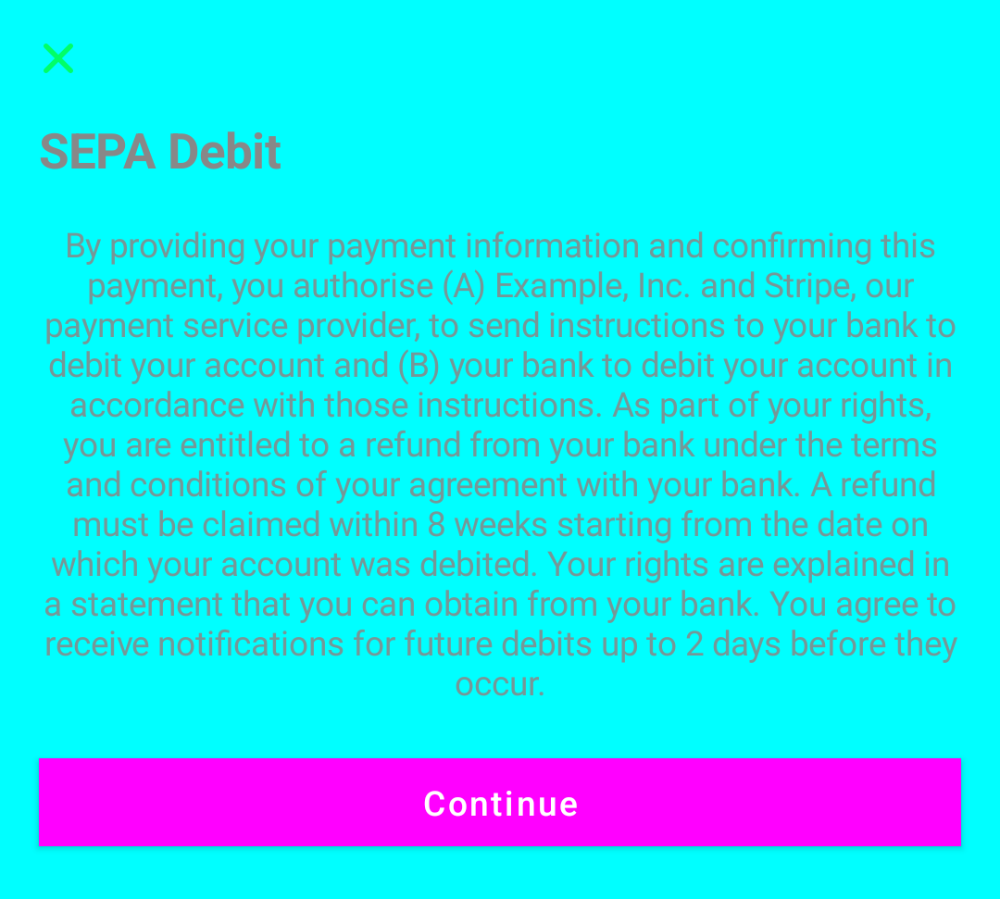 SEPA Debit
By providing your payment information and confirming this
payment, you authorise (A) Example, Inc. and Stripe, our
payment service provider, to send instructions to your bank to
debit your account and (B) your bank to debit your account in
accordance with those instructions. As part of your rights,
you are entitled to a refund from your bank under the terms
and conditions of your agreement with your bank. A refund
must be claimed within 8 weeks starting from the date on
which your account was debited. Your rights are explained in
a statement that you can obtain from your bank. You agree to
receive notifications for future debits up to 2 days before they
occur.
Continue